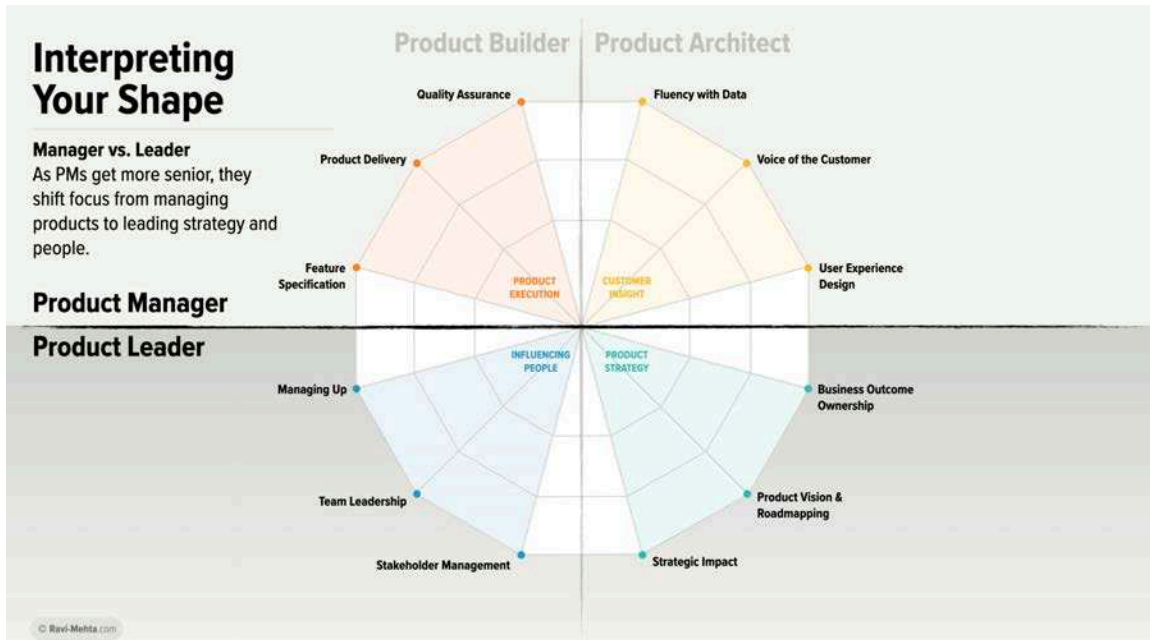 Interpreting
Your Shape
Manager vs. Leader
As PMs get more senior, they
shift focus from managing
products to leading strategy and
people.
Product Manager
Product Leader
Product Builder
Product Architect
Quality Assurance
Fluency with Data
Product Delivery
Voice of the Customer
Feature
Specification
User Experience
Design
PRODUCT
EXECUTION
CUSTOMER
INSIGHT
INFLUENCING
PEOPLE
PRODUCT
STRATEGY
Managing Up
Business Outcome
Ownership
Team Leadership
Product Vision &
Roadmapping
Stakeholder Management
Strategic Impact
© Ravi-Mehta.com